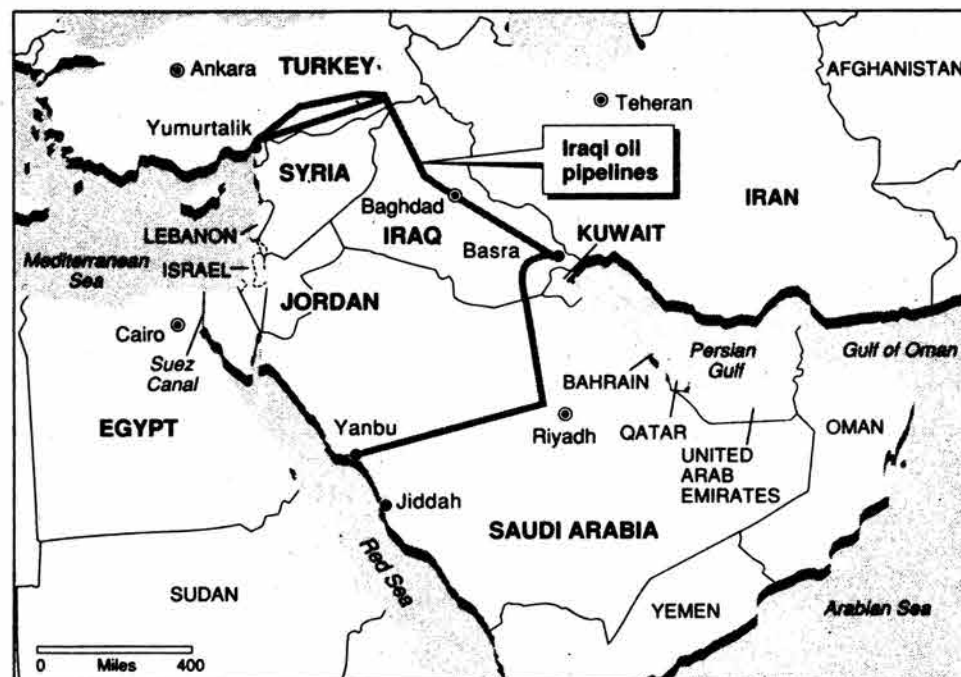 Ankara
TURKEY
AFGHANISTAN
Teheran
Yumurtalik
Iraqi oil
pipelines
SYRIA
IRAN
Baghdad
LEBANON
IRAQ
Basra
KUWAIT
Mediterranean
Sea
ISRAEL
JORDAN
Cairo
Suez
Canal
Persian
Gulf
Gulf of Oman
BAHRAIN
EGYPT
Yanbu
Riyadh
QATAR
OMAN
UNITED
ARAB
EMIRATES
Jiddah
SAUDI ARABIA
Red Sea
SUDAN
YEMEN
Arabian Sea
0 400
Miles